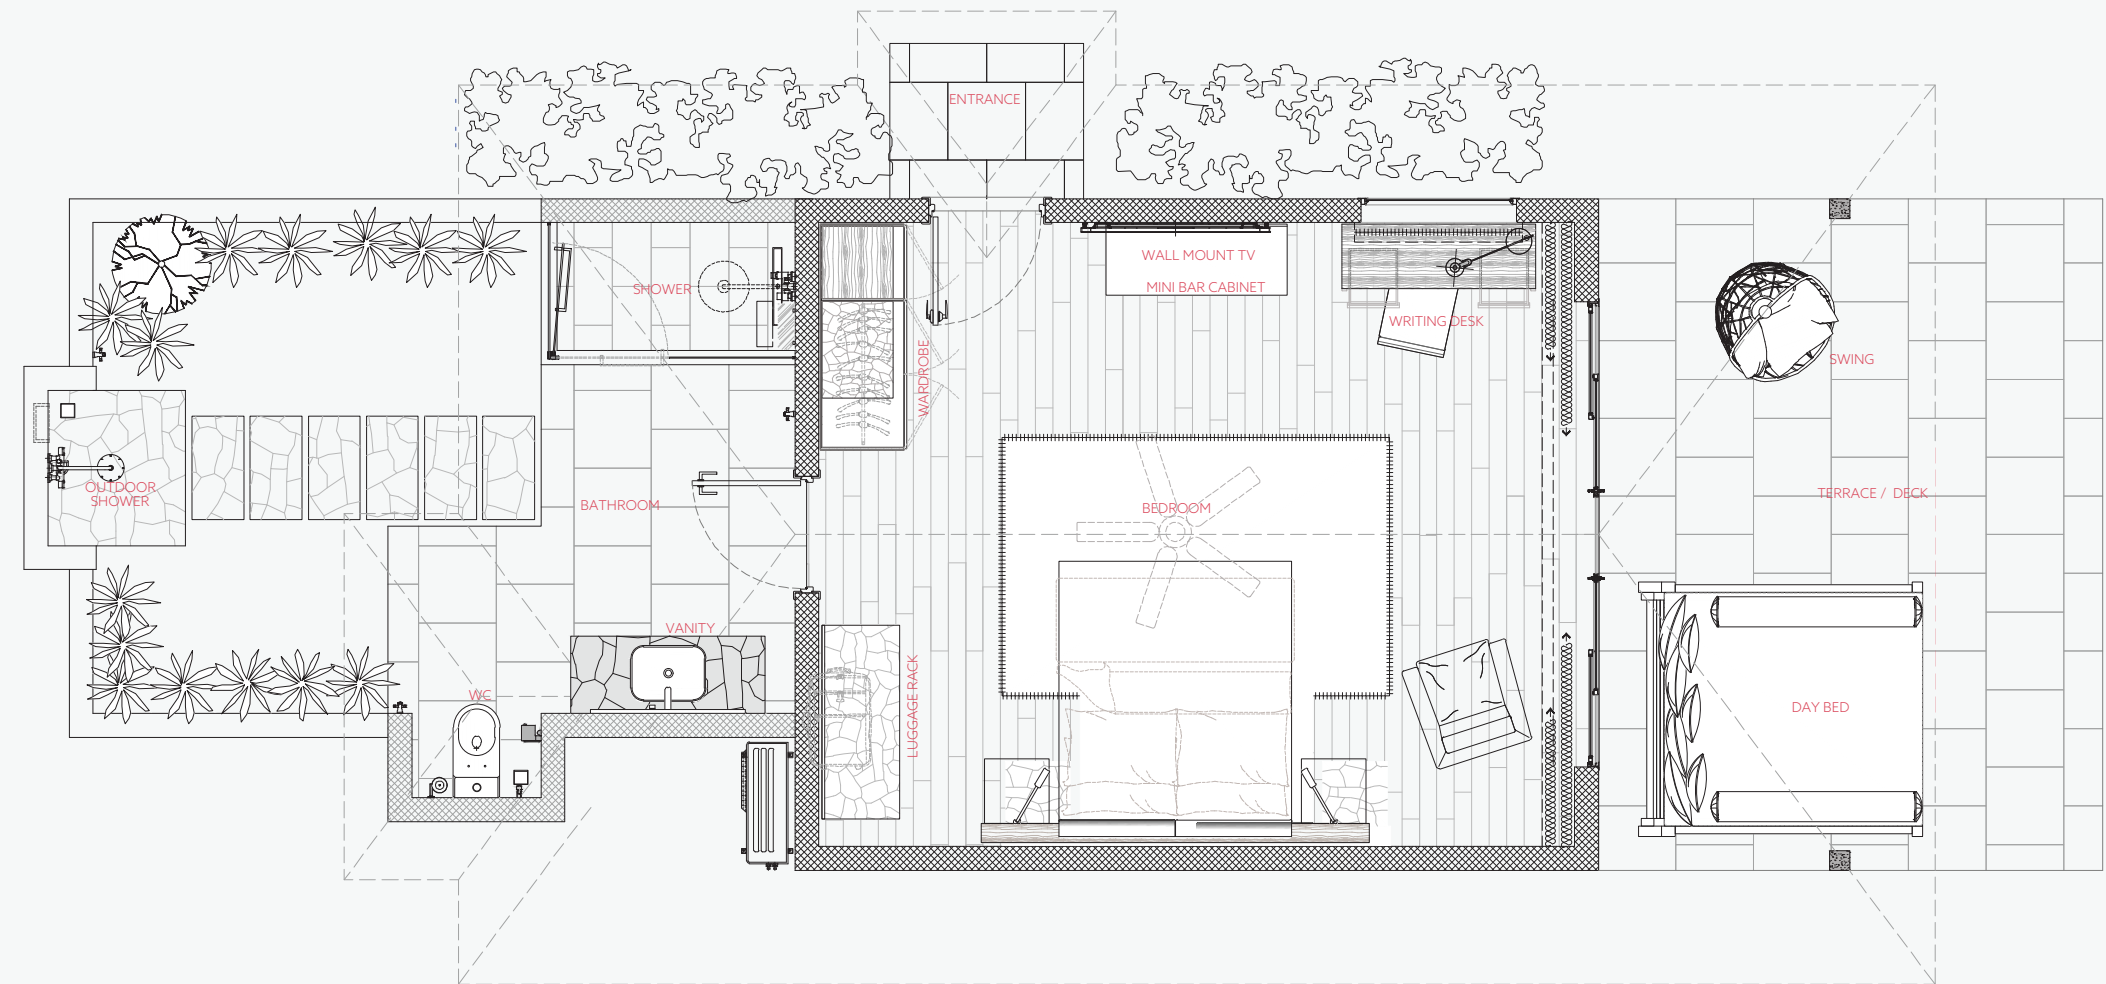 ENTRANCE
WALL MOUNT TV
MINI BAR CABINET
SHOWER
WRITING DESK
WARDROBE
SWING
OUTDOOR
SHOWER
BATHROOM
BEDROOM
TERRACE / DECK
VANITY
WC
LUGGAGE RACK
DAY BED